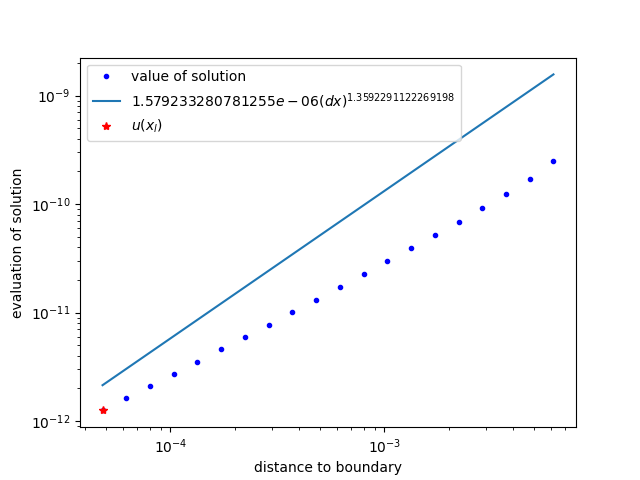 value of solution
1.579233280781255e − 06(dx)^1.3592291122269198
u(x_l)
10^−9
10^−10
10^−11
10^−12
evaluation of solution
10^−4
10^−3
distance to boundary